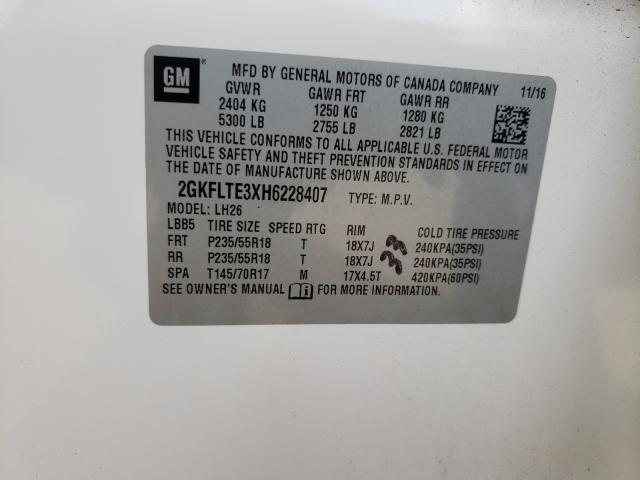 GM
MFD BY GENERAL MOTORS OF CANADA COMPANY 11/16
GVWR GAWR FRT GAWR RR
2404 KG 1250 KG 1280 KG
5300 LB 2755 LB 2821 LB
THIS VEHICLE CONFORMS TO ALL APPLICABLE U.S. FEDERAL MOTOR
VEHICLE SAFETY AND THEFT PREVENTION STANDARDS IN EFFECT ON
THE DATE OF MANUFACTURE SHOWN ABOVE.
2GKFLTE3XH6228407 TYPE: M.P.V.
MODEL: LH26
LBB5 TIRE SIZE SPEED RTG RIM COLD TIRE PRESSURE
FRT P235/55R18 T 18X7J 240KPA(35PSI)
RR P235/55R18 T 18X7J 240KPA(35PSI)
SPA T145/70R17 M 17X4.5T 420KPA(60PSI)
SEE OWNER'S MANUAL FOR MORE INFORMATION.